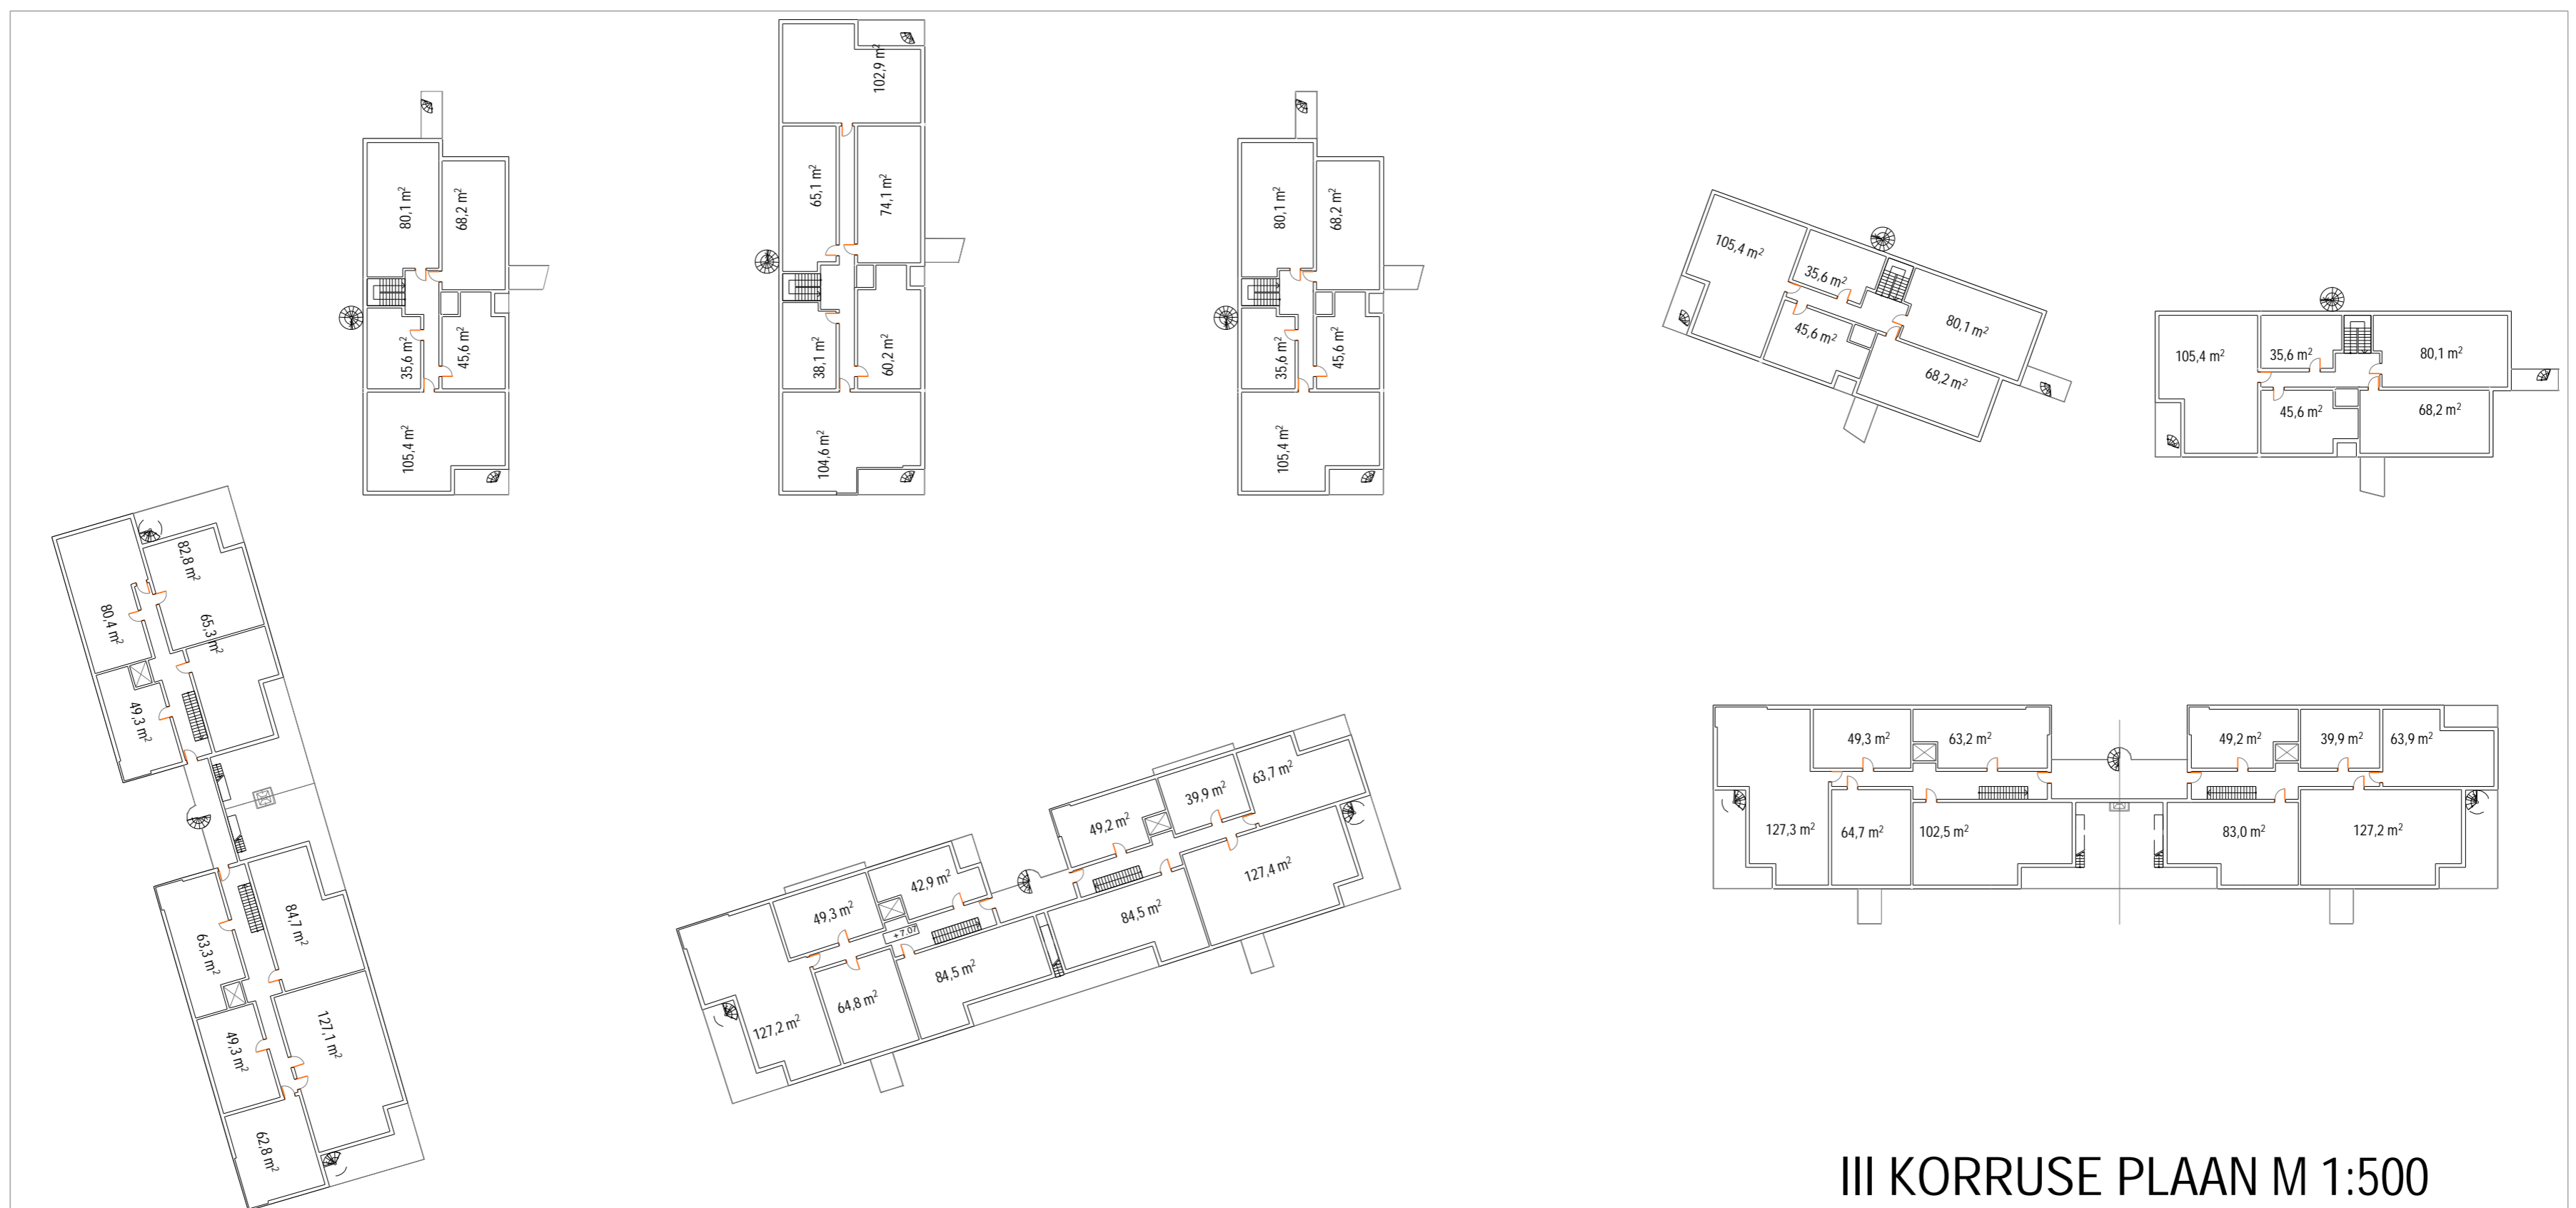 80,1 m²
68,2 m²
35,6 m²
45,6 m²
105,4 m²
102,9 m²
65,1 m²
74,1 m²
38,1 m²
60,2 m²
104,6 m²
80,1 m²
68,2 m²
35,6 m²
45,6 m²
105,4 m²
105,4 m²
35,6 m²
45,6 m²
80,1 m²
68,2 m²
105,4 m²
35,6 m²
80,1 m²
45,6 m²
68,2 m²
82,8 m²
80,4 m²
65,3 m²
49,3 m²
84,7 m²
63,3 m²
127,1 m²
49,3 m²
62,8 m²
63,7 m²
39,9 m²
49,2 m²
127,4 m²
42,9 m²
49,3 m²
84,5 m²
+7.07
84,5 m²
64,8 m²
127,2 m²
49,3 m²
63,2 m²
49,2 m²
39,9 m²
63,9 m²
127,3 m²
64,7 m²
102,5 m²
83,0 m²
127,2 m²
III KORRUSE PLAAN M 1:500